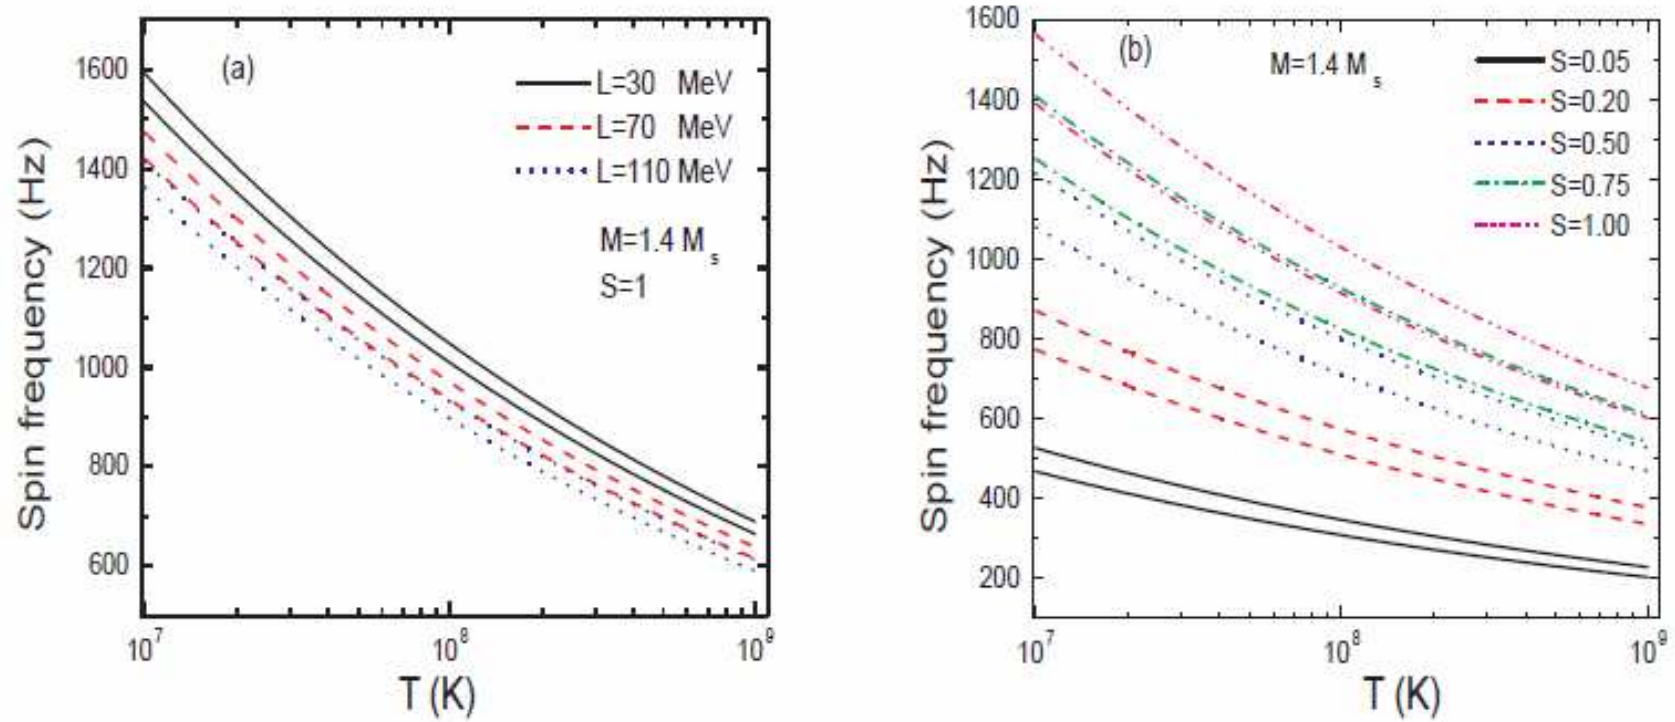 (a)
L=30 MeV
L=70 MeV
L=110 MeV
M=1.4 Ms
S=1
1600
1400
1200
1000
800
600
Spin frequency (Hz)
10^7 10^8 10^9
T (K)
(b)
M=1.4 Ms
S=0.05
S=0.20
S=0.50
S=0.75
S=1.00
1600
1400
1200
1000
800
600
400
200
Spin frequency (Hz)
10^7 10^8 10^9
T (K)